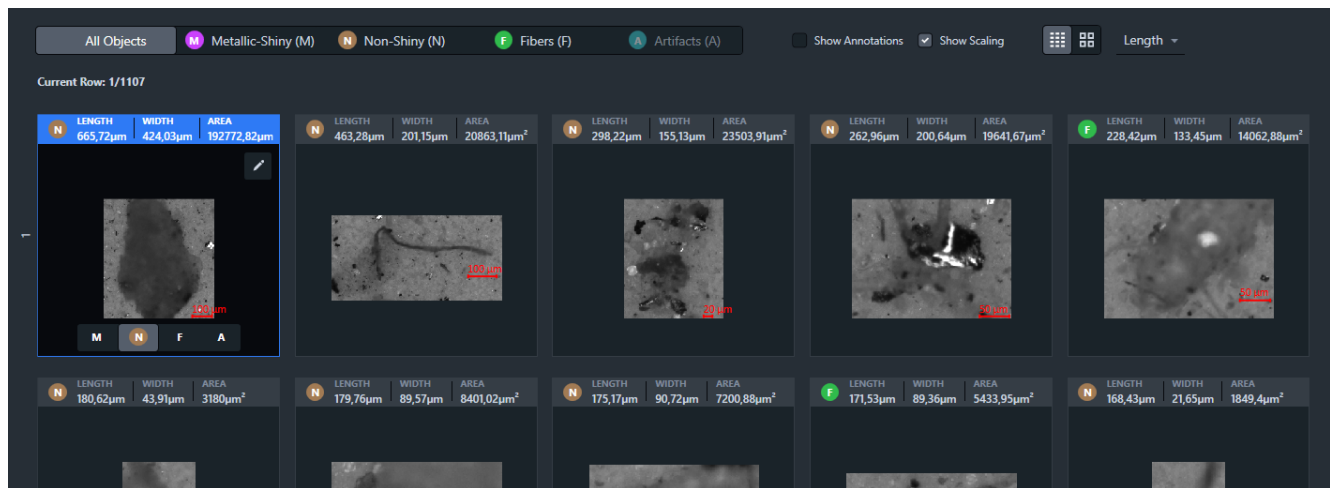 All Objects M Metallic-Shiny (M) N Non-Shiny (N) F Fibers (F) A Artifacts (A) Show Annotations Show Scaling Length
Current Row: 1/1107
N LENGTH 665,72µm WIDTH 424,03µm AREA 192772,82µm
N LENGTH 463,28µm WIDTH 201,15µm AREA 20863,11µm²
N LENGTH 298,22µm WIDTH 155,13µm AREA 23503,91µm²
N LENGTH 262,96µm WIDTH 200,64µm AREA 19641,67µm²
F LENGTH 228,42µm WIDTH 133,45µm AREA 14062,88µm²
1
100 µm
100 µm
20 µm
50 µm
50 µm
M N F A
N LENGTH 180,62µm WIDTH 43,91µm AREA 3180µm²
N LENGTH 179,76µm WIDTH 89,57µm AREA 8401,02µm²
N LENGTH 175,17µm WIDTH 90,72µm AREA 7200,88µm²
F LENGTH 171,53µm WIDTH 89,36µm AREA 5433,95µm²
N LENGTH 168,43µm WIDTH 21,65µm AREA 1849,4µm²